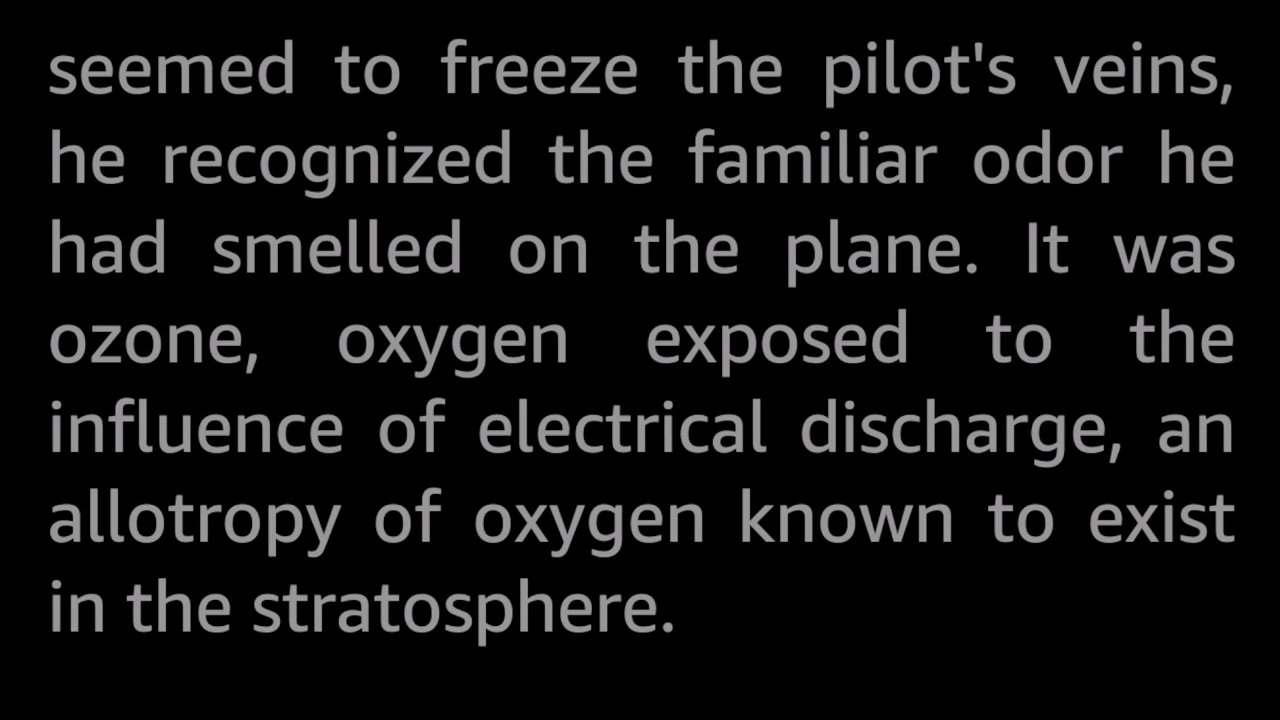 seemed to freeze the pilot's veins,
he recognized the familiar odor he
had smelled on the plane. It was
ozone, oxygen exposed to the
influence of electrical discharge, an
allotropy of oxygen known to exist
in the stratosphere.